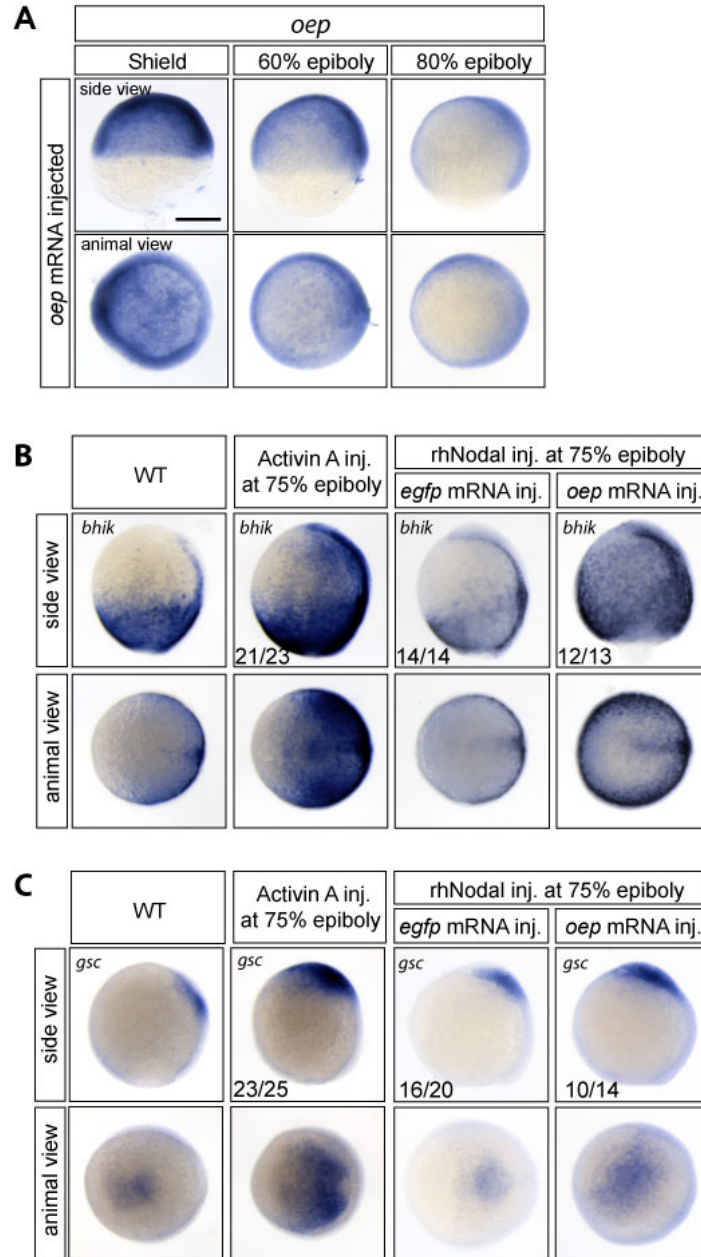 A
oep
Shield
60% epiboly
80% epiboly
oep mRNA injected
side view
animal view
B
WT
Activin A inj.
at 75% epiboly
rhNodal inj. at 75% epiboly
egfp mRNA inj.
oep mRNA inj.
side view
bhik
bhik
21/23
bhik
14/14
bhik
12/13
animal view
C
WT
Activin A inj.
at 75% epiboly
rhNodal inj. at 75% epiboly
egfp mRNA inj.
oep mRNA inj.
side view
gsc
gsc
23/25
gsc
16/20
gsc
10/14
animal view